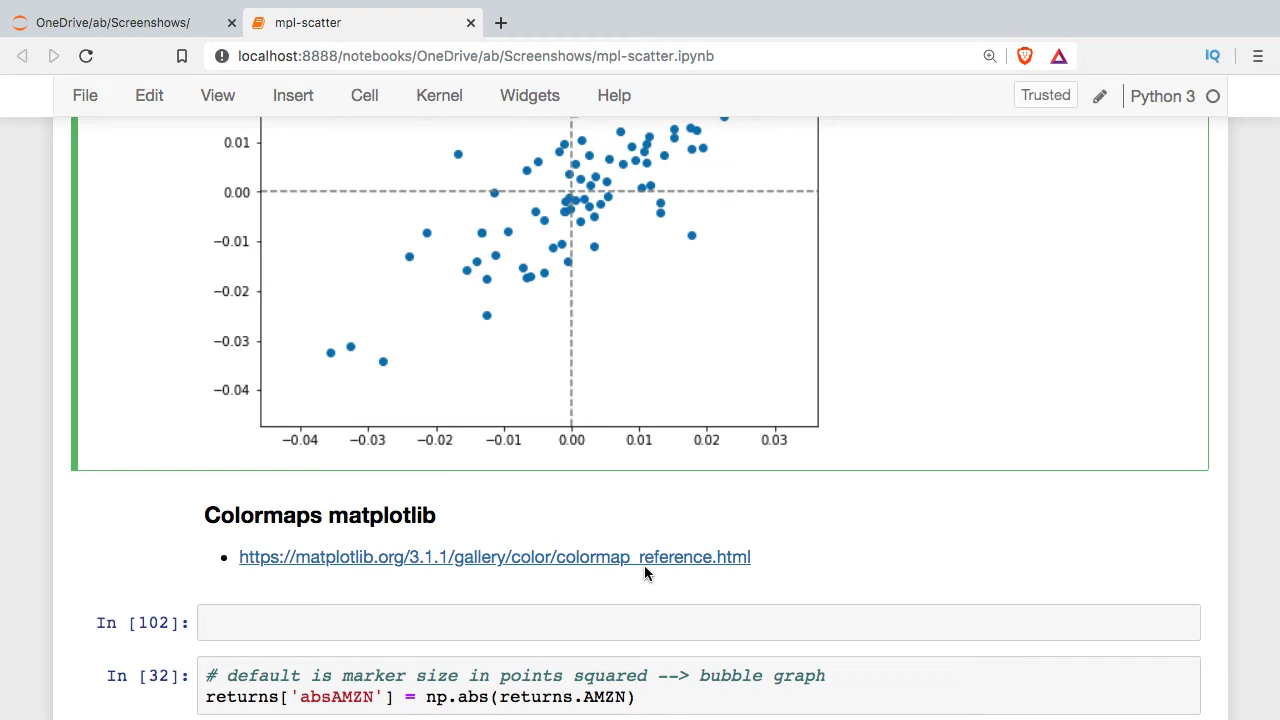 OneDrive/ab/Screenshows/
mpl-scatter
localhost:8888/notebooks/OneDrive/ab/Screenshows/mpl-scatter.ipynb
IQ
File Edit View Insert Cell Kernel Widgets Help
Trusted
Python 3
0.01
0.00
−0.01
−0.02
−0.03
−0.04
−0.04 −0.03 −0.02 −0.01 0.00 0.01 0.02 0.03
Colormaps matplotlib
https://matplotlib.org/3.1.1/gallery/color/colormap_reference.html
In [102]:
In [32]:
# default is marker size in points squared --> bubble graph
returns['absAMZN'] = np.abs(returns.AMZN)